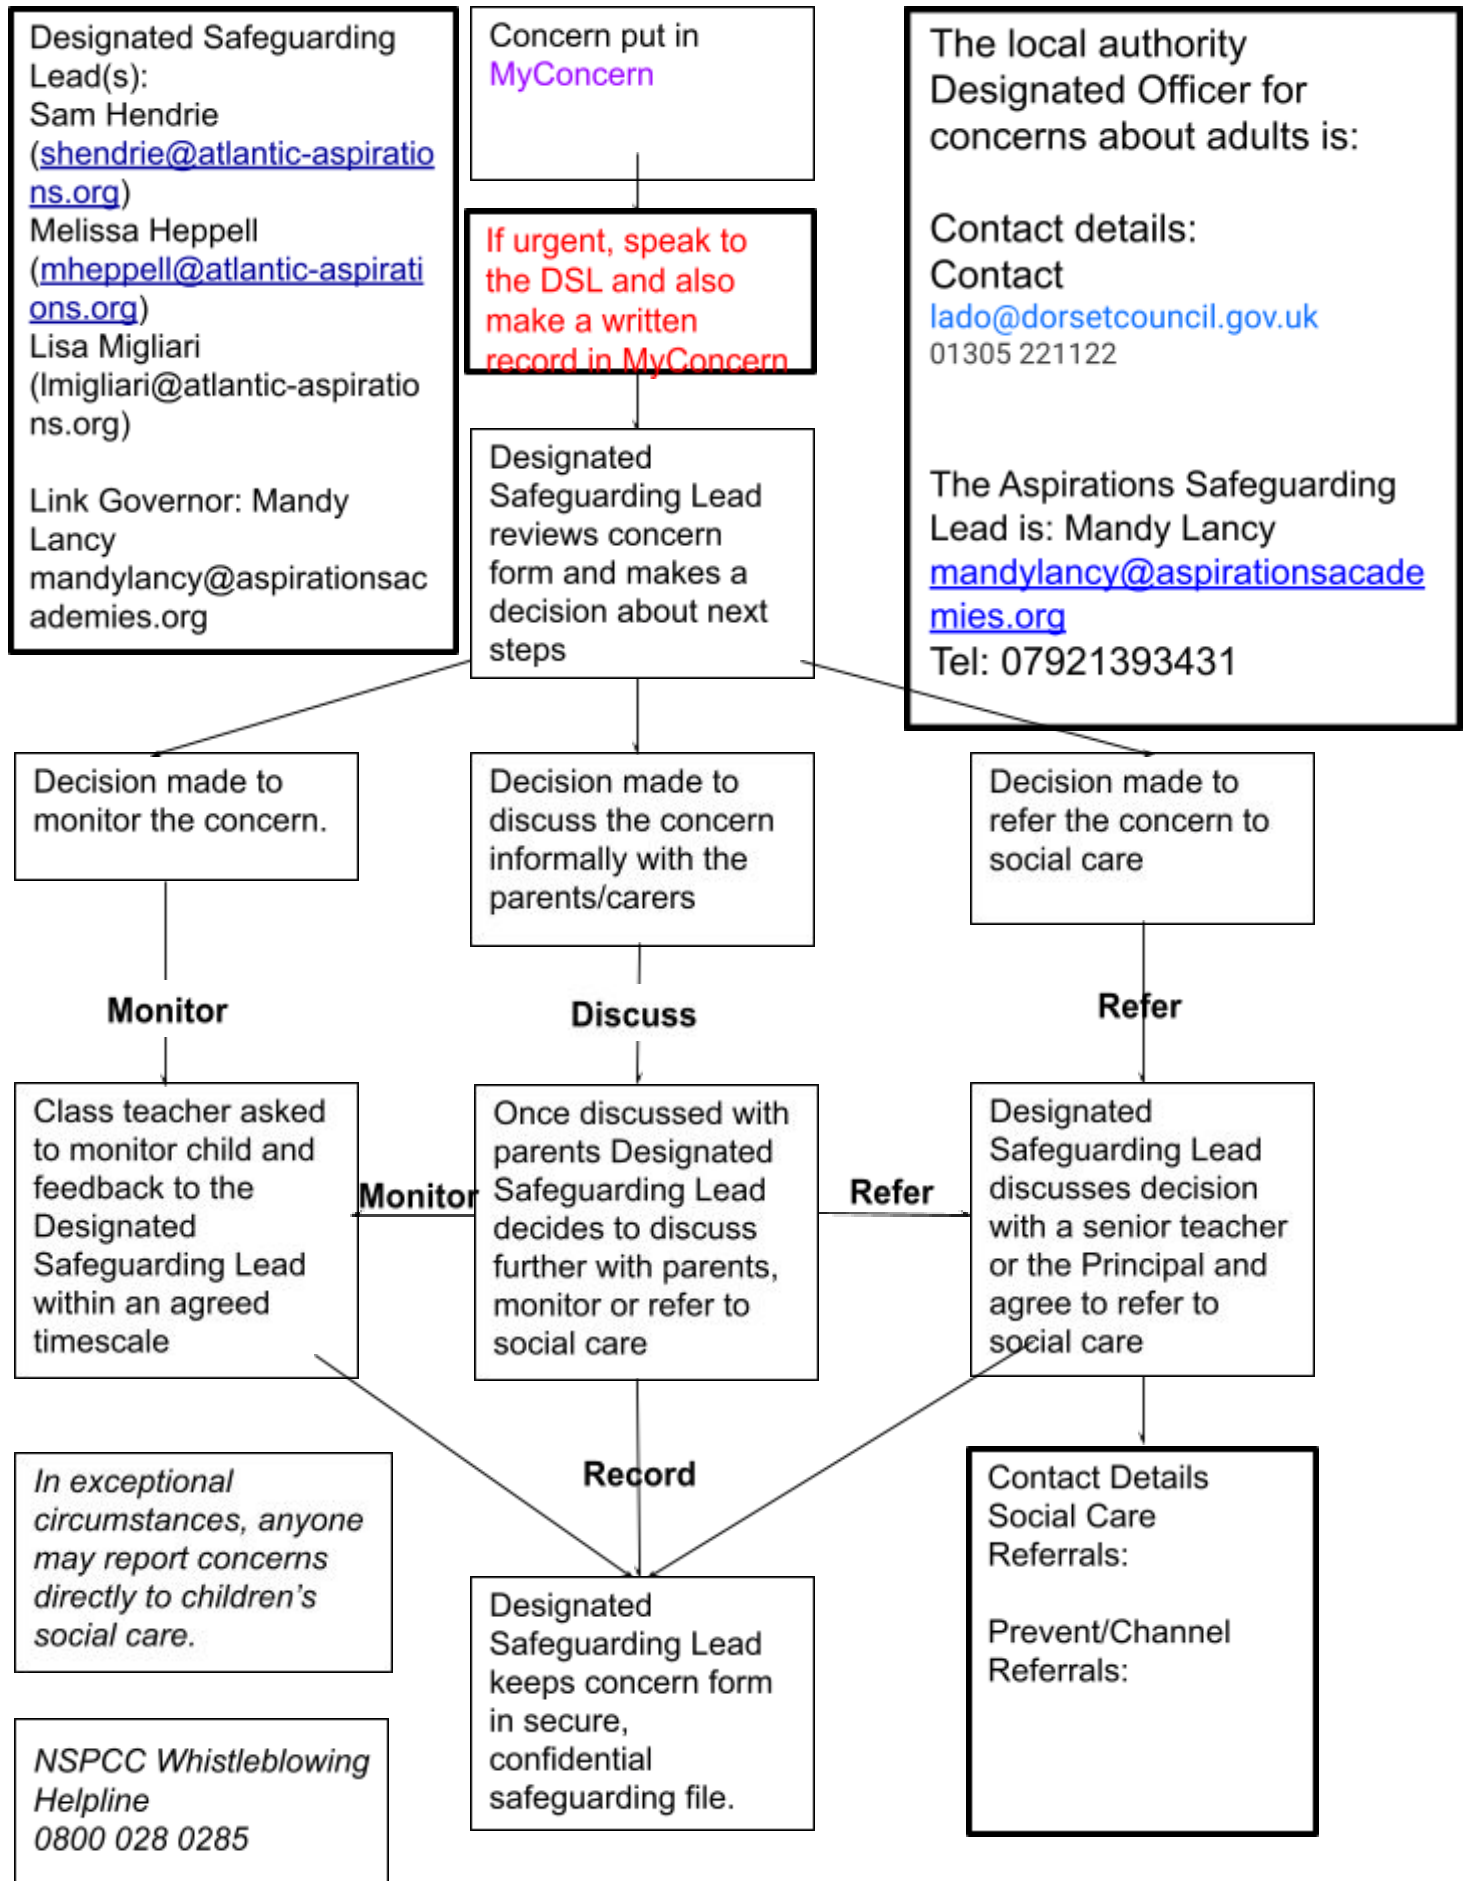 Designated Safeguarding
Lead(s):
Sam Hendrie
(shendrie@atlantic-aspiratio
ns.org)
Melissa Heppell
(mheppell@atlantic-aspirati
ons.org)
Lisa Migliari
(lmigliari@atlantic-aspiratio
ns.org)
Link Governor: Mandy
Lancy
mandylancy@aspirationsac
ademies.org
Concern put in
MyConcern
If urgent, speak to
the DSL and also
make a written
record in MyConcern
The local authority
Designated Officer for
concerns about adults is:
Contact details:
Contact
lado@dorsetcouncil.gov.uk
01305 221122
The Aspirations Safeguarding
Lead is: Mandy Lancy
mandylancy@aspirationsacade
mies.org
Tel: 07921393431
Designated
Safeguarding Lead
reviews concern
form and makes a
decision about next
steps
Decision made to
monitor the concern.
Decision made to
discuss the concern
informally with the
parents/carers
Decision made to
refer the concern to
social care
Monitor
Discuss
Refer
Class teacher asked
to monitor child and
feedback to the
Designated
Safeguarding Lead
within an agreed
timescale
Monitor
Once discussed with
parents Designated
Safeguarding Lead
decides to discuss
further with parents,
monitor or refer to
social care
Refer
Designated
Safeguarding Lead
discusses decision
with a senior teacher
or the Principal and
agree to refer to
social care
Record
In exceptional
circumstances, anyone
may report concerns
directly to children’s
social care.
Designated
Safeguarding Lead
keeps concern form
in secure,
confidential
safeguarding file.
Contact Details
Social Care
Referrals:
Prevent/Channel
Referrals:
NSPCC Whistleblowing
Helpline
0800 028 0285